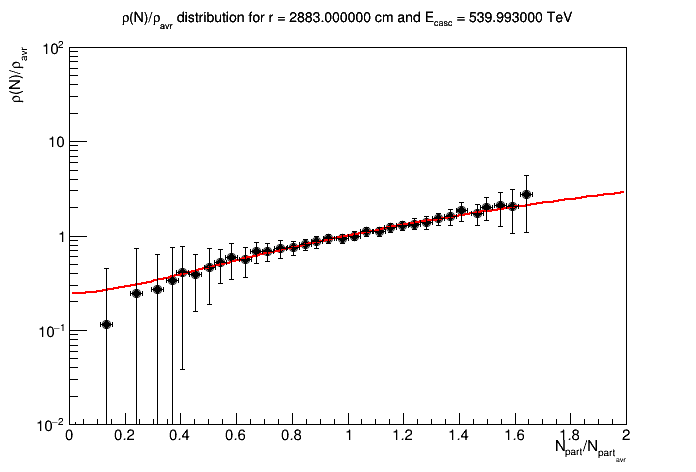 ρ(N)/ρavr distribution for r = 2883.000000 cm and Ecasc = 539.993000 TeV
ρ(N)/ρavr
10²
10
1
10⁻¹
10⁻²
0 0.2 0.4 0.6 0.8 1 1.2 1.4 1.6 1.8 2
Npart/Npartavr